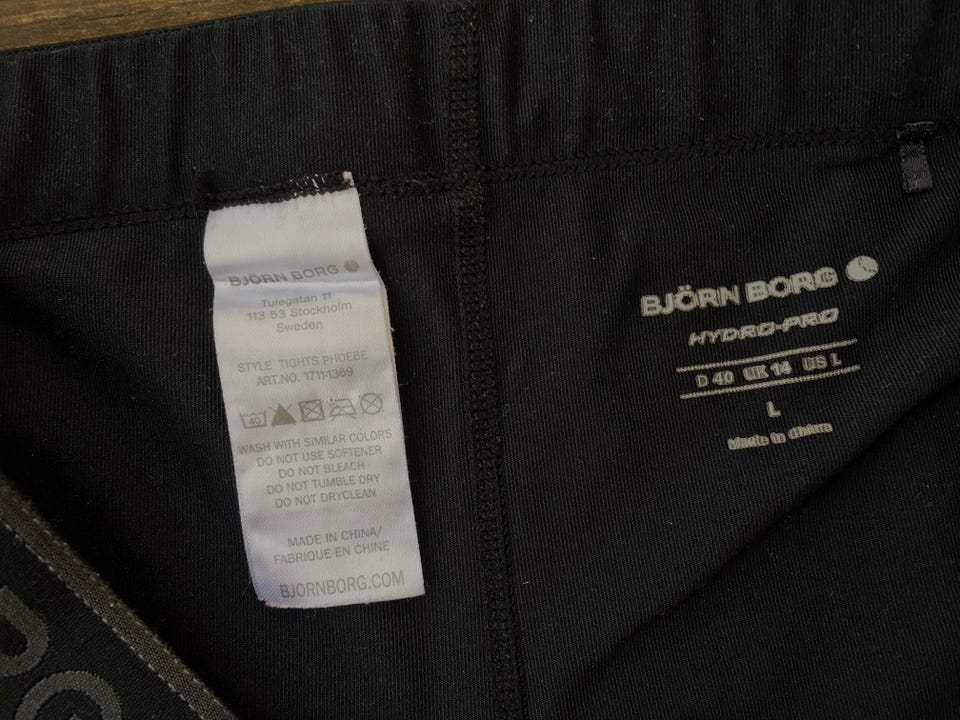 BJÖRN BORG
Tulegatan 11
113 53 Stockholm
Sweden
STYLE. TIGHTS PHOEBE
ART.NO. 1711-1369
40
WASH WITH SIMILAR COLORS
DO NOT USE SOFTENER
DO NOT BLEACH
DO NOT TUMBLE DRY
DO NOT DRYCLEAN
MADE IN CHINA/
FABRIQUE EN CHINE
BJORNBORG.COM
BJÖRN BORG
HYDRO-PRO
D 40 UK 14 US L
L
Made in China